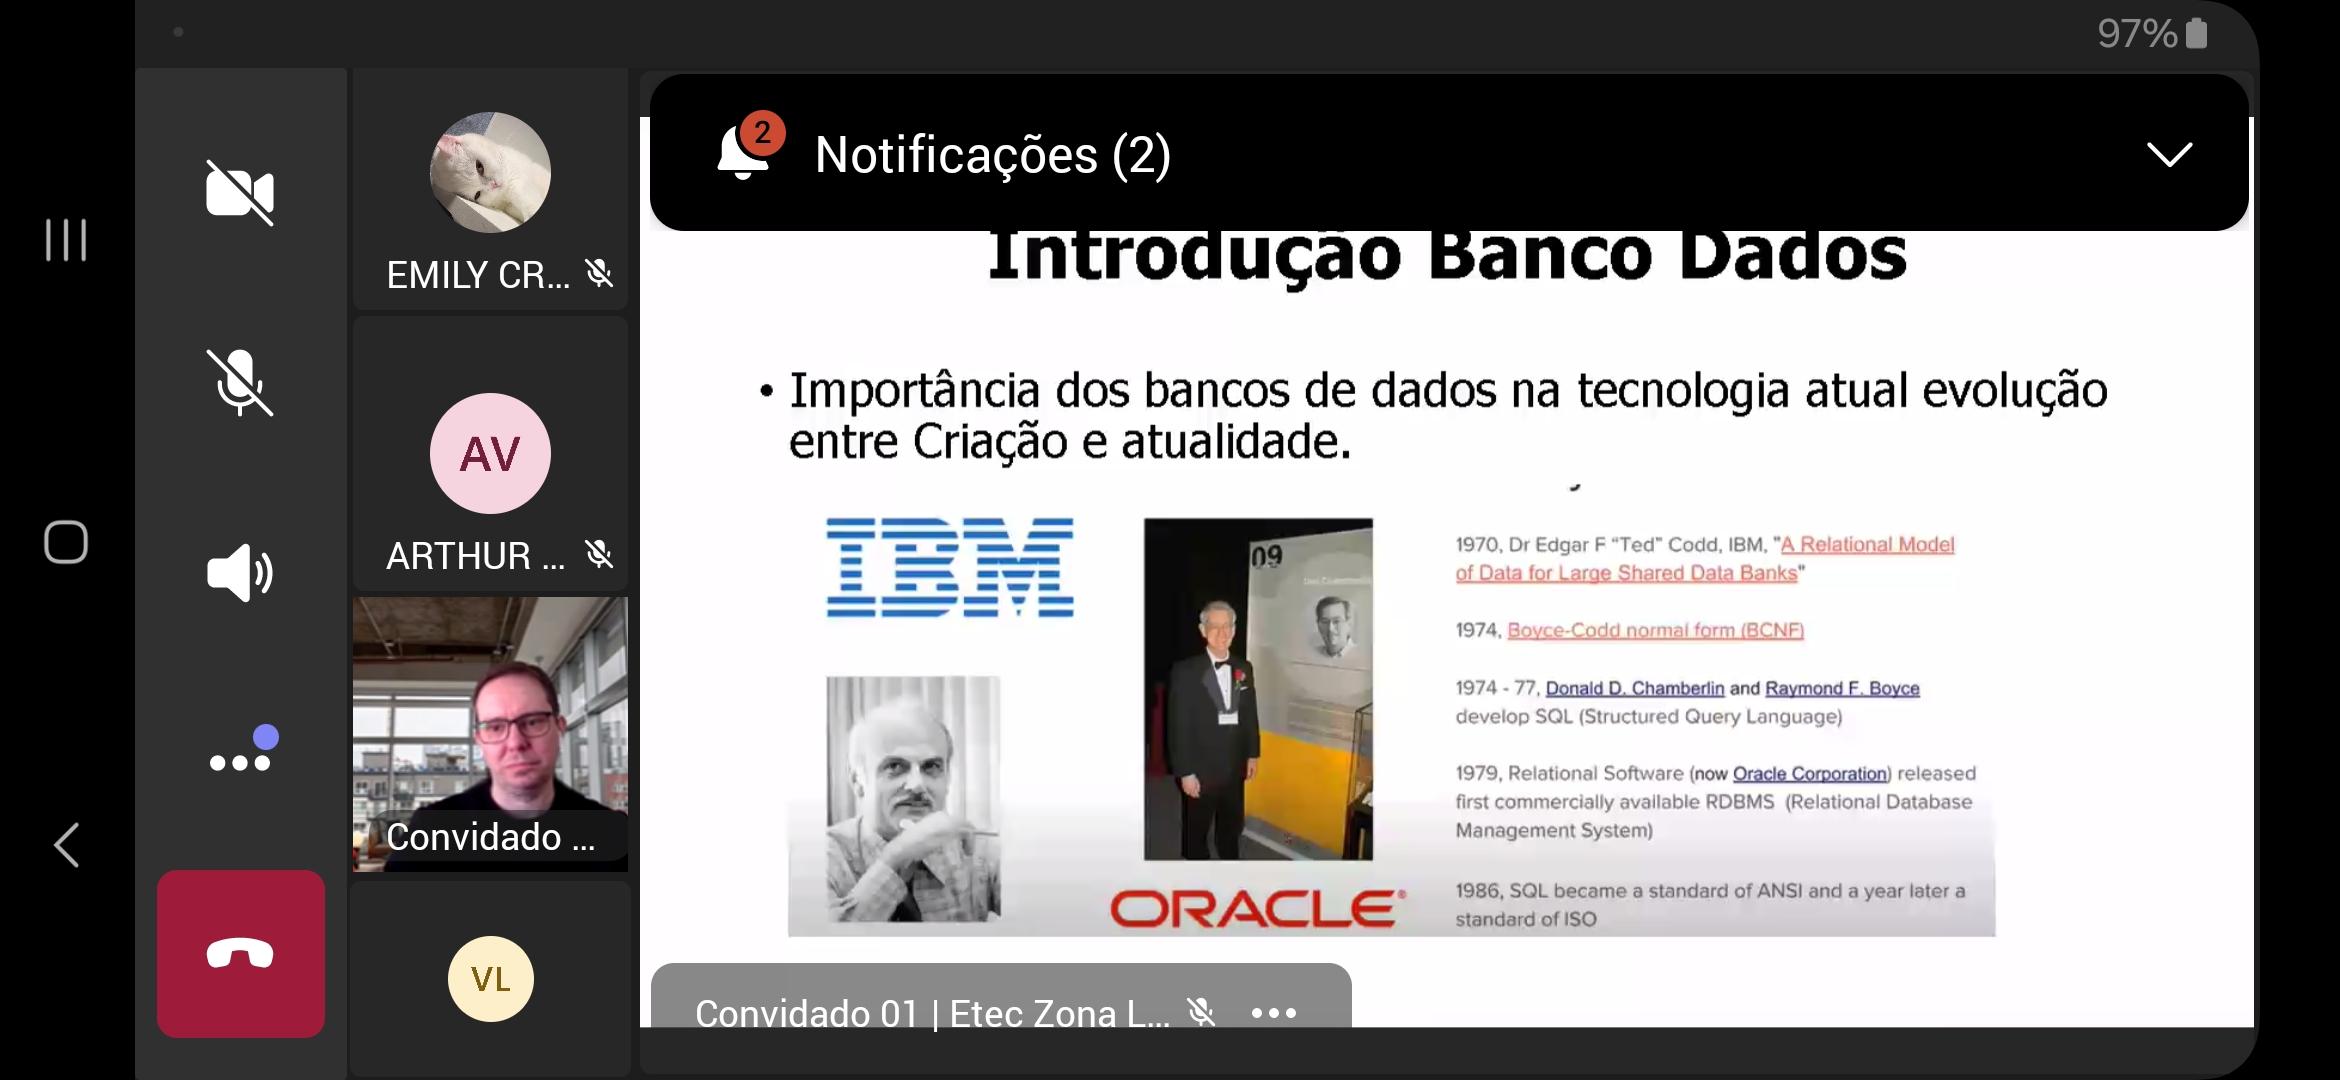 97%
Notificações (2)
2
EMILY CR...
AV
ARTHUR ...
Convidado ...
VL
Introdução Banco Dados
• Importância dos bancos de dados na tecnologia atual evolução
entre Criação e atualidade.
IBM
09
ORACLE®
1970, Dr Edgar F “Ted” Codd, IBM, "A Relational Model
of Data for Large Shared Data Banks"
1974, Boyce-Codd normal form (BCNF)
1974 - 77, Donald D. Chamberlin and Raymond F. Boyce
develop SQL (Structured Query Language)
1979, Relational Software (now Oracle Corporation) released
first commercially available RDBMS (Relational Database
Management System)
1986, SQL became a standard of ANSI and a year later a
standard of ISO
Convidado 01 | Etec Zona L...